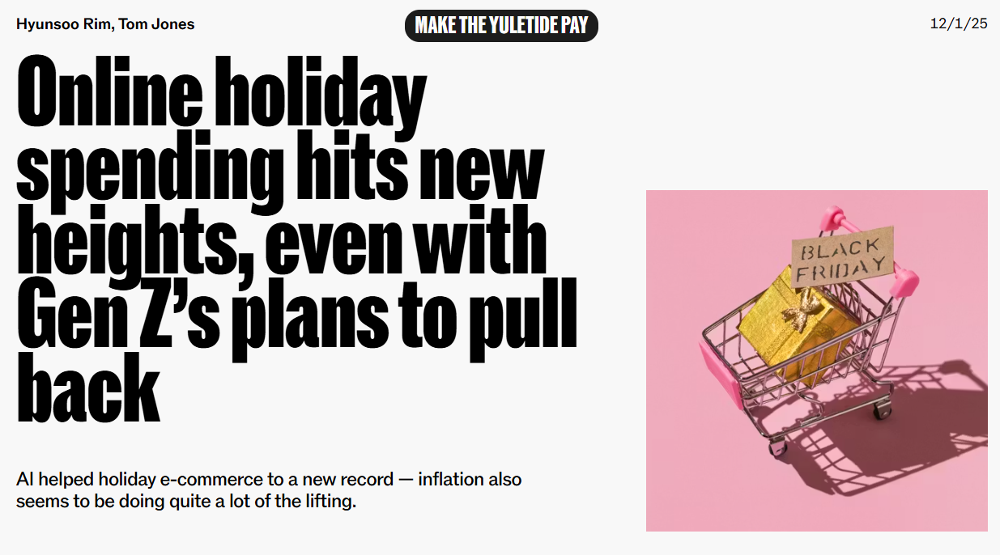 Hyunsoo Rim, Tom Jones
MAKE THE YULETIDE PAY
12/1/25
Online holiday
spending hits new
heights, even with
Gen Z’s plans to pull
back
AI helped holiday e-commerce to a new record — inflation also
seems to be doing quite a lot of the lifting.
BLACK
FRIDAY